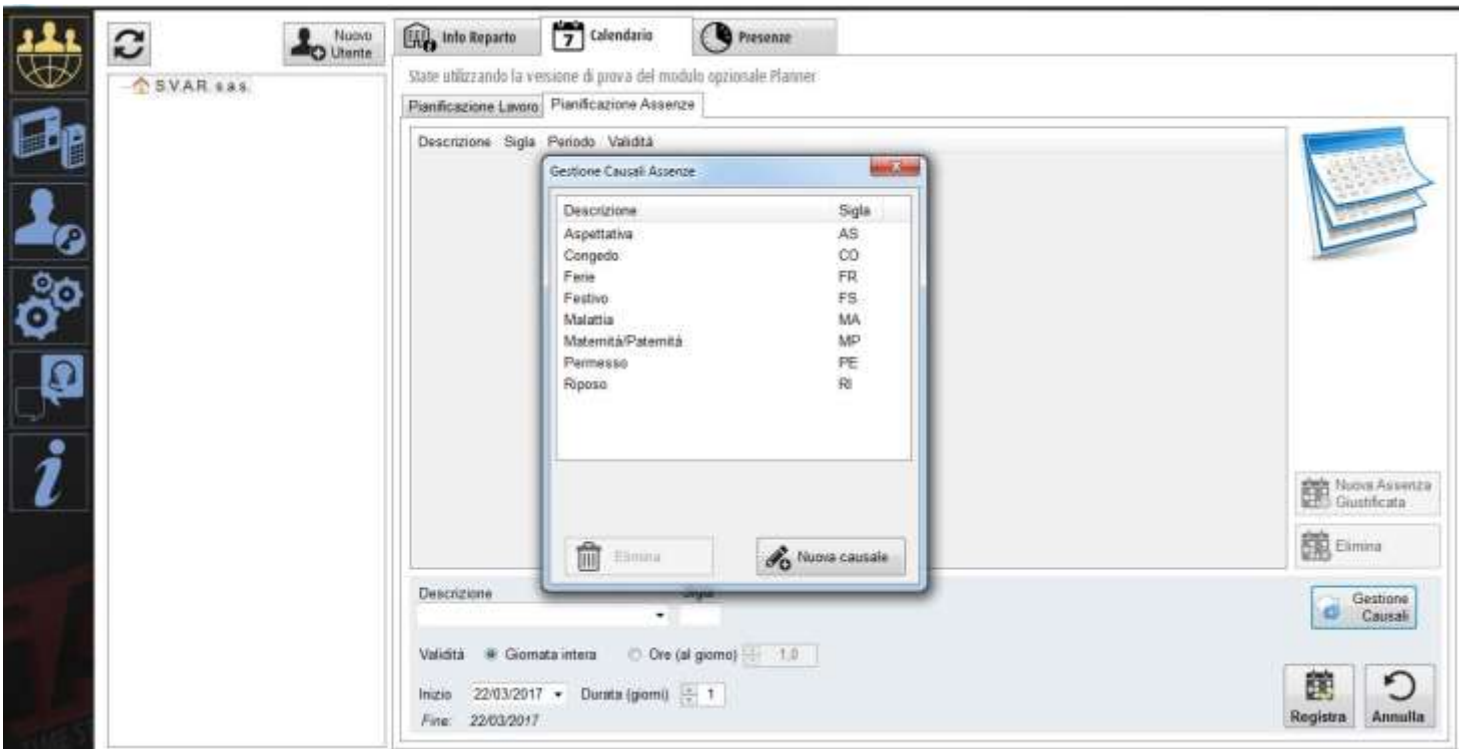 Nuovo
Utente
Info Reparto
7
Calendario
Presenze
S.V.A.R. s.a.s.
State utilizzando la versione di prova del modulo opzionale Planner
Pianificazione Lavoro
Pianificazione Assenze
Descrizione Sigla Periodo Validità
Gestione Causali Assenze
Descrizione Sigla
Aspettativa AS
Congedo CO
Ferie FR
Festivo FS
Malattia MA
Maternità/Paternità MP
Permesso PE
Riposo RI
Elimina
Nuova causale
Nuova Assenza
Giustificata
Elimina
Descrizione Sigla
Gestione
Causali
Validità Giornata intera Ore (al giorno) 1,0
Inizio 22/03/2017 Durata (giorni) 1
Fine: 22/03/2017
Registra
Annulla